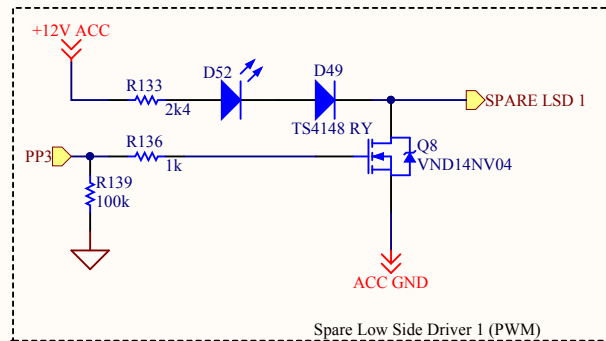 +12V ACC
R133
2k4
D52
D49
TS4148 RY
SPARE LSD 1
PP3
R136
1k
Q8
VND14NV04
R139
100k
ACC GND
Spare Low Side Driver 1 (PWM)